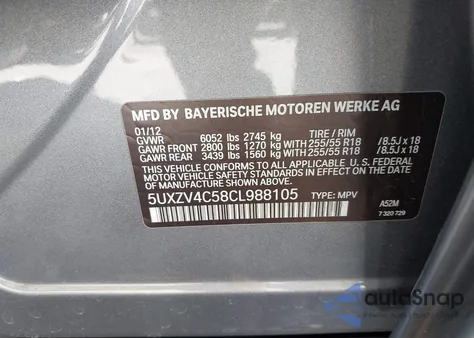 MFD BY BAYERISCHE MOTOREN WERKE AG
01/12 TIRE / RIM
GVWR 6052 lbs 2745 kg
GAWR FRONT 2800 lbs 1270 kg WITH 255/55 R18 /8.5J x 18
GAWR REAR 3439 lbs 1560 kg WITH 255/55 R18 /8.5J x 18
THIS VEHICLE CONFORMS TO ALL APPLICABLE U. S. FEDERAL
MOTOR VEHICLE SAFETY STANDARDS IN EFFECT ON THE
DATE OF MANUFACTURE SHOWN ABOVE.
5UXZV4C58CL988105 TYPE: MPV
A52M
7 320 729
autoSnap